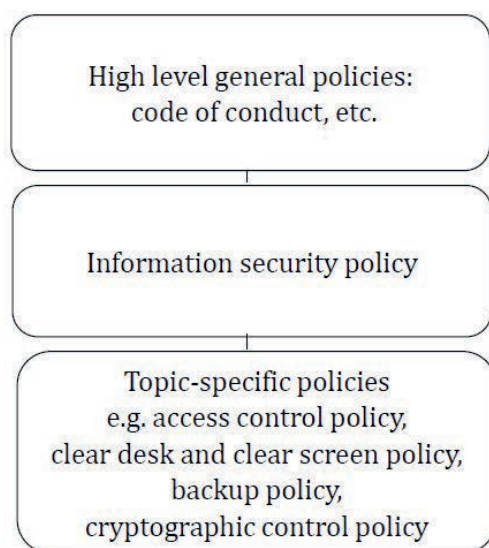 High level general policies:
code of conduct, etc.
Information security policy
Topic-specific policies
e.g. access control policy,
clear desk and clear screen policy,
backup policy,
cryptographic control policy